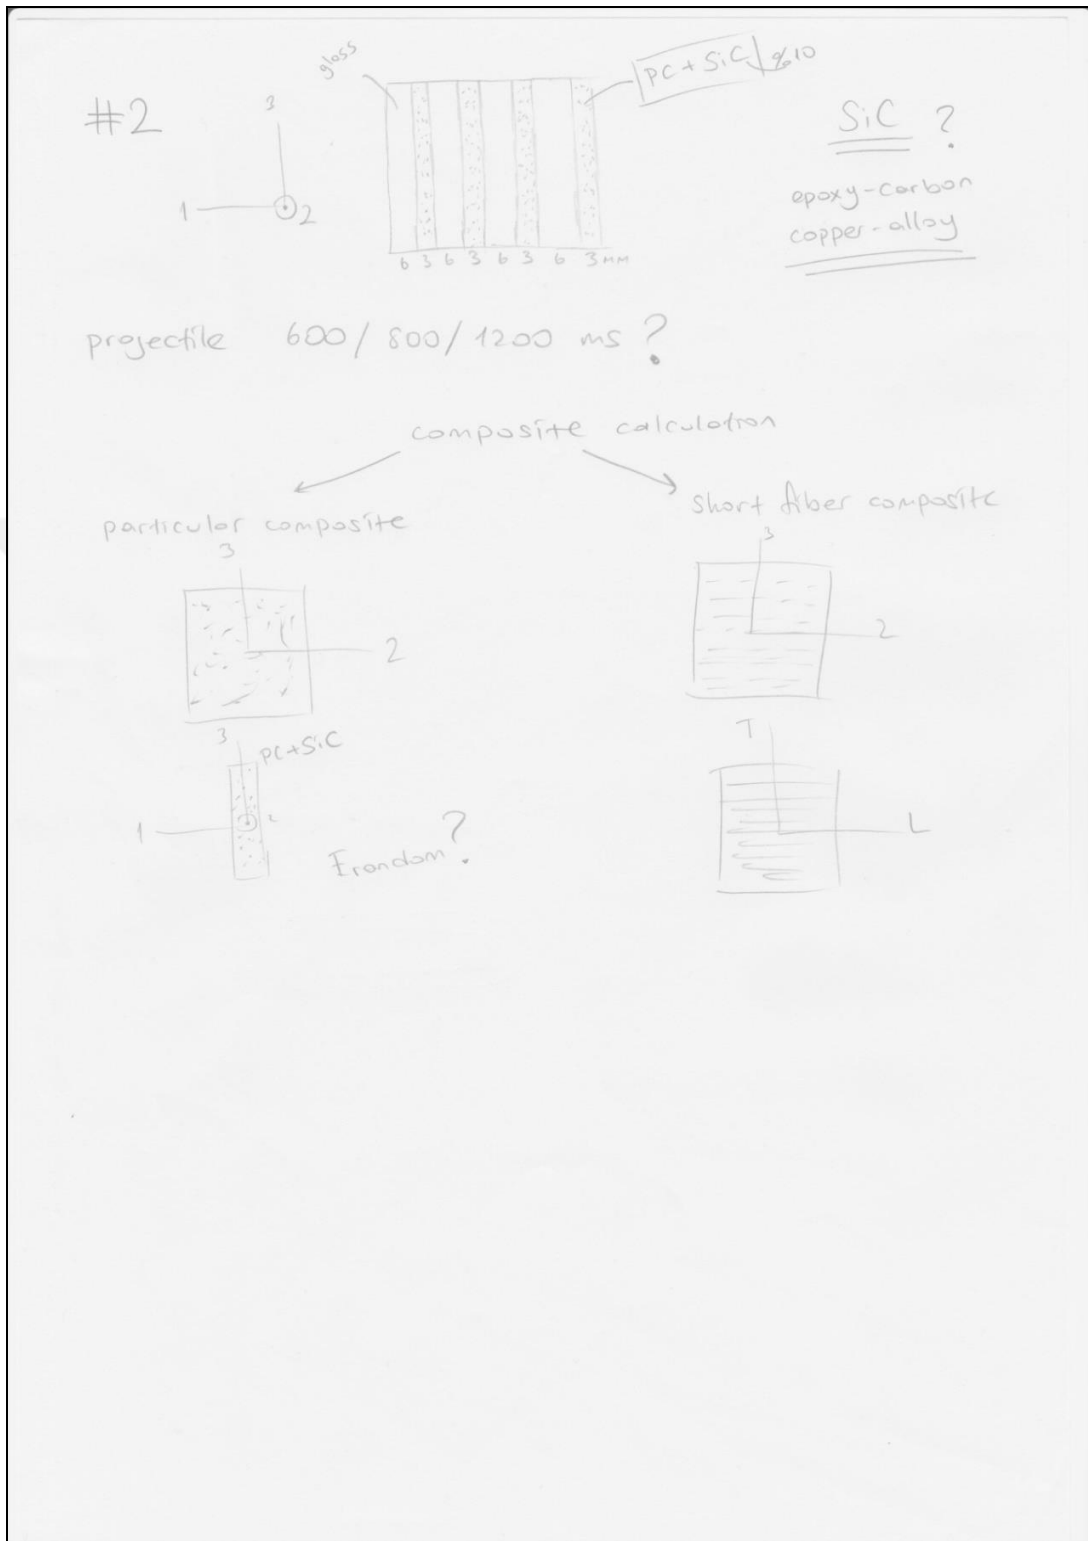 glass
PC + SiC %10
#2
3
1
2
SiC ?
epoxy-carbon
copper-alloy
6 3 6 3 6 3 6 3 mm
projectile 600/800/1200 ms ?
composite calculation
particular composite
short fiber composite
3
2
3
2
3
PC+SiC
1
2
Erandom ?
T
L